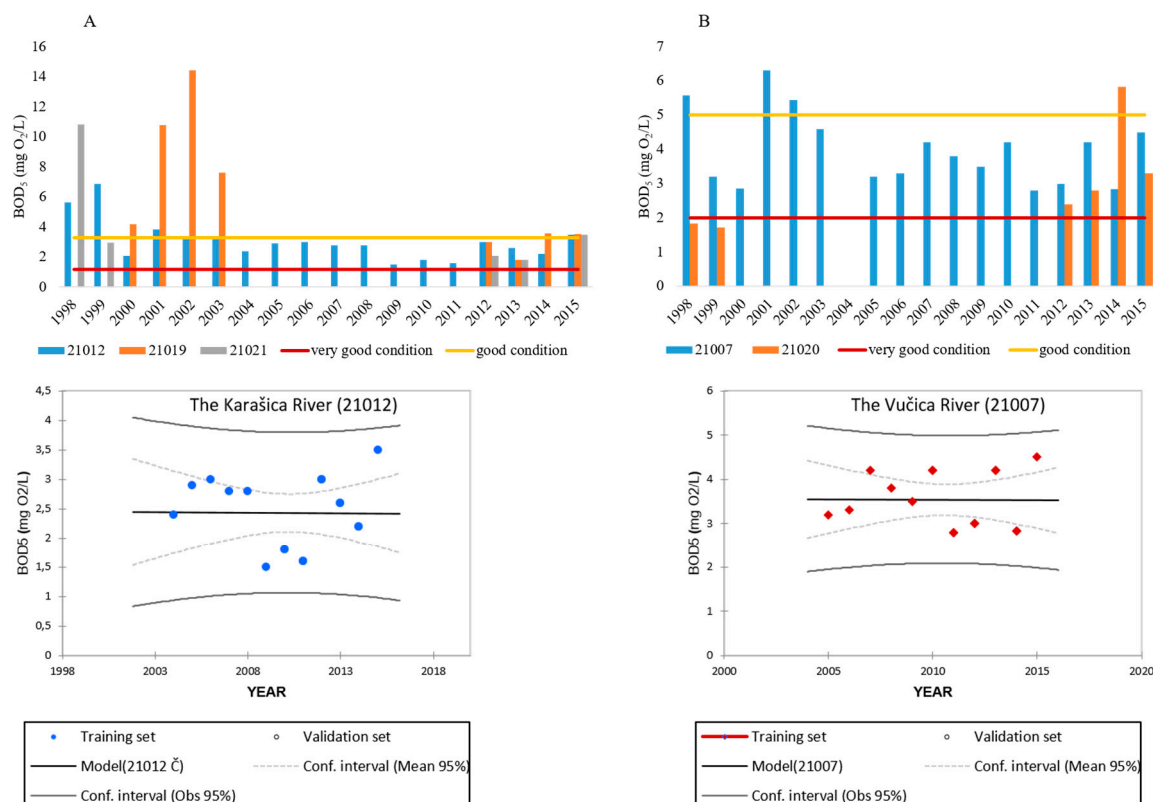 A
BOD5 (mg O2/L)
16
14
12
10
8
6
4
2
0
1998 1999 2000 2001 2002 2003 2004 2005 2006 2007 2008 2009 2010 2011 2012 2013 2014 2015
21012 21019 21021 very good condition good condition
B
BOD5 (mg O2/L)
7
6
5
4
3
2
1
0
1998 1999 2000 2001 2002 2003 2004 2005 2006 2007 2008 2009 2010 2011 2012 2013 2014 2015
21007 21020 very good condition good condition
The Karašica River (21012)
BOD5 (mg O2/L)
4,5
4
3,5
3
2,5
2
1,5
1
0,5
0
1998 2003 2008 2013 2018
YEAR
Training set Validation set
Model(21012 Č) Conf. interval (Mean 95%)
Conf. interval (Obs 95%)
The Vučica River (21007)
BOD5 (mg O2/L)
6
5
4
3
2
1
0
2000 2005 2010 2015 2020
YEAR
Training set Validation set
Model(21007) Conf. interval (Mean 95%)
Conf. interval (Obs 95%)